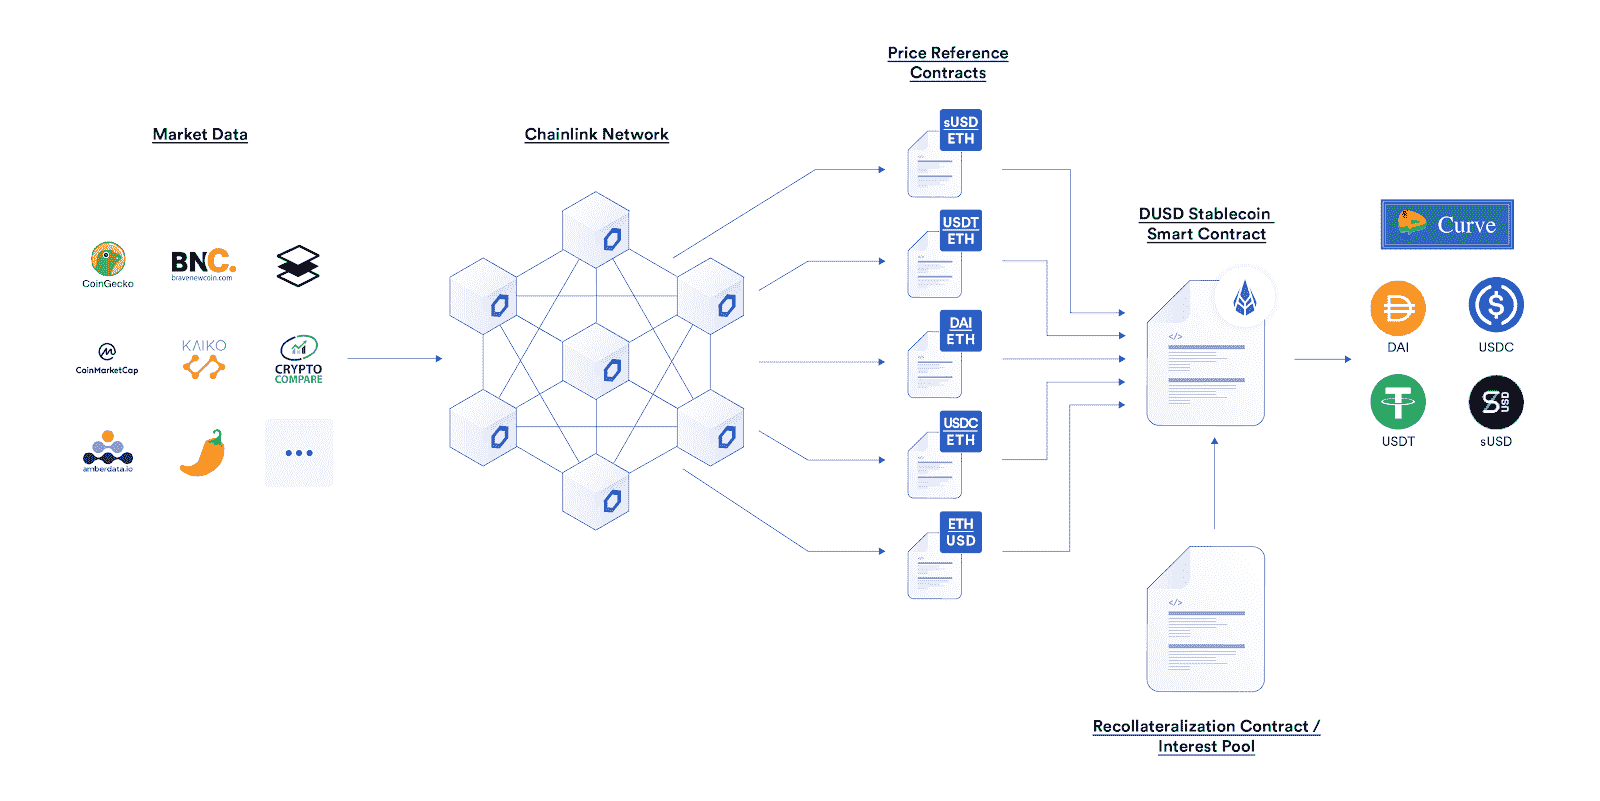 Price Reference
Contracts
Market Data
Chainlink Network
sUSD
ETH
USDT
ETH
DAI
ETH
USDC
ETH
ETH
USD
CoinGecko
BNC.
bravenewcoin.com
CoinMarketCap
KAIKO
CRYPTO
COMPARE
amberdata.io
DUSD Stablecoin
Smart Contract
</>
Curve
DAI
USDC
USDT
S USD
sUSD
</>
Recollateralization Contract /
Interest Pool